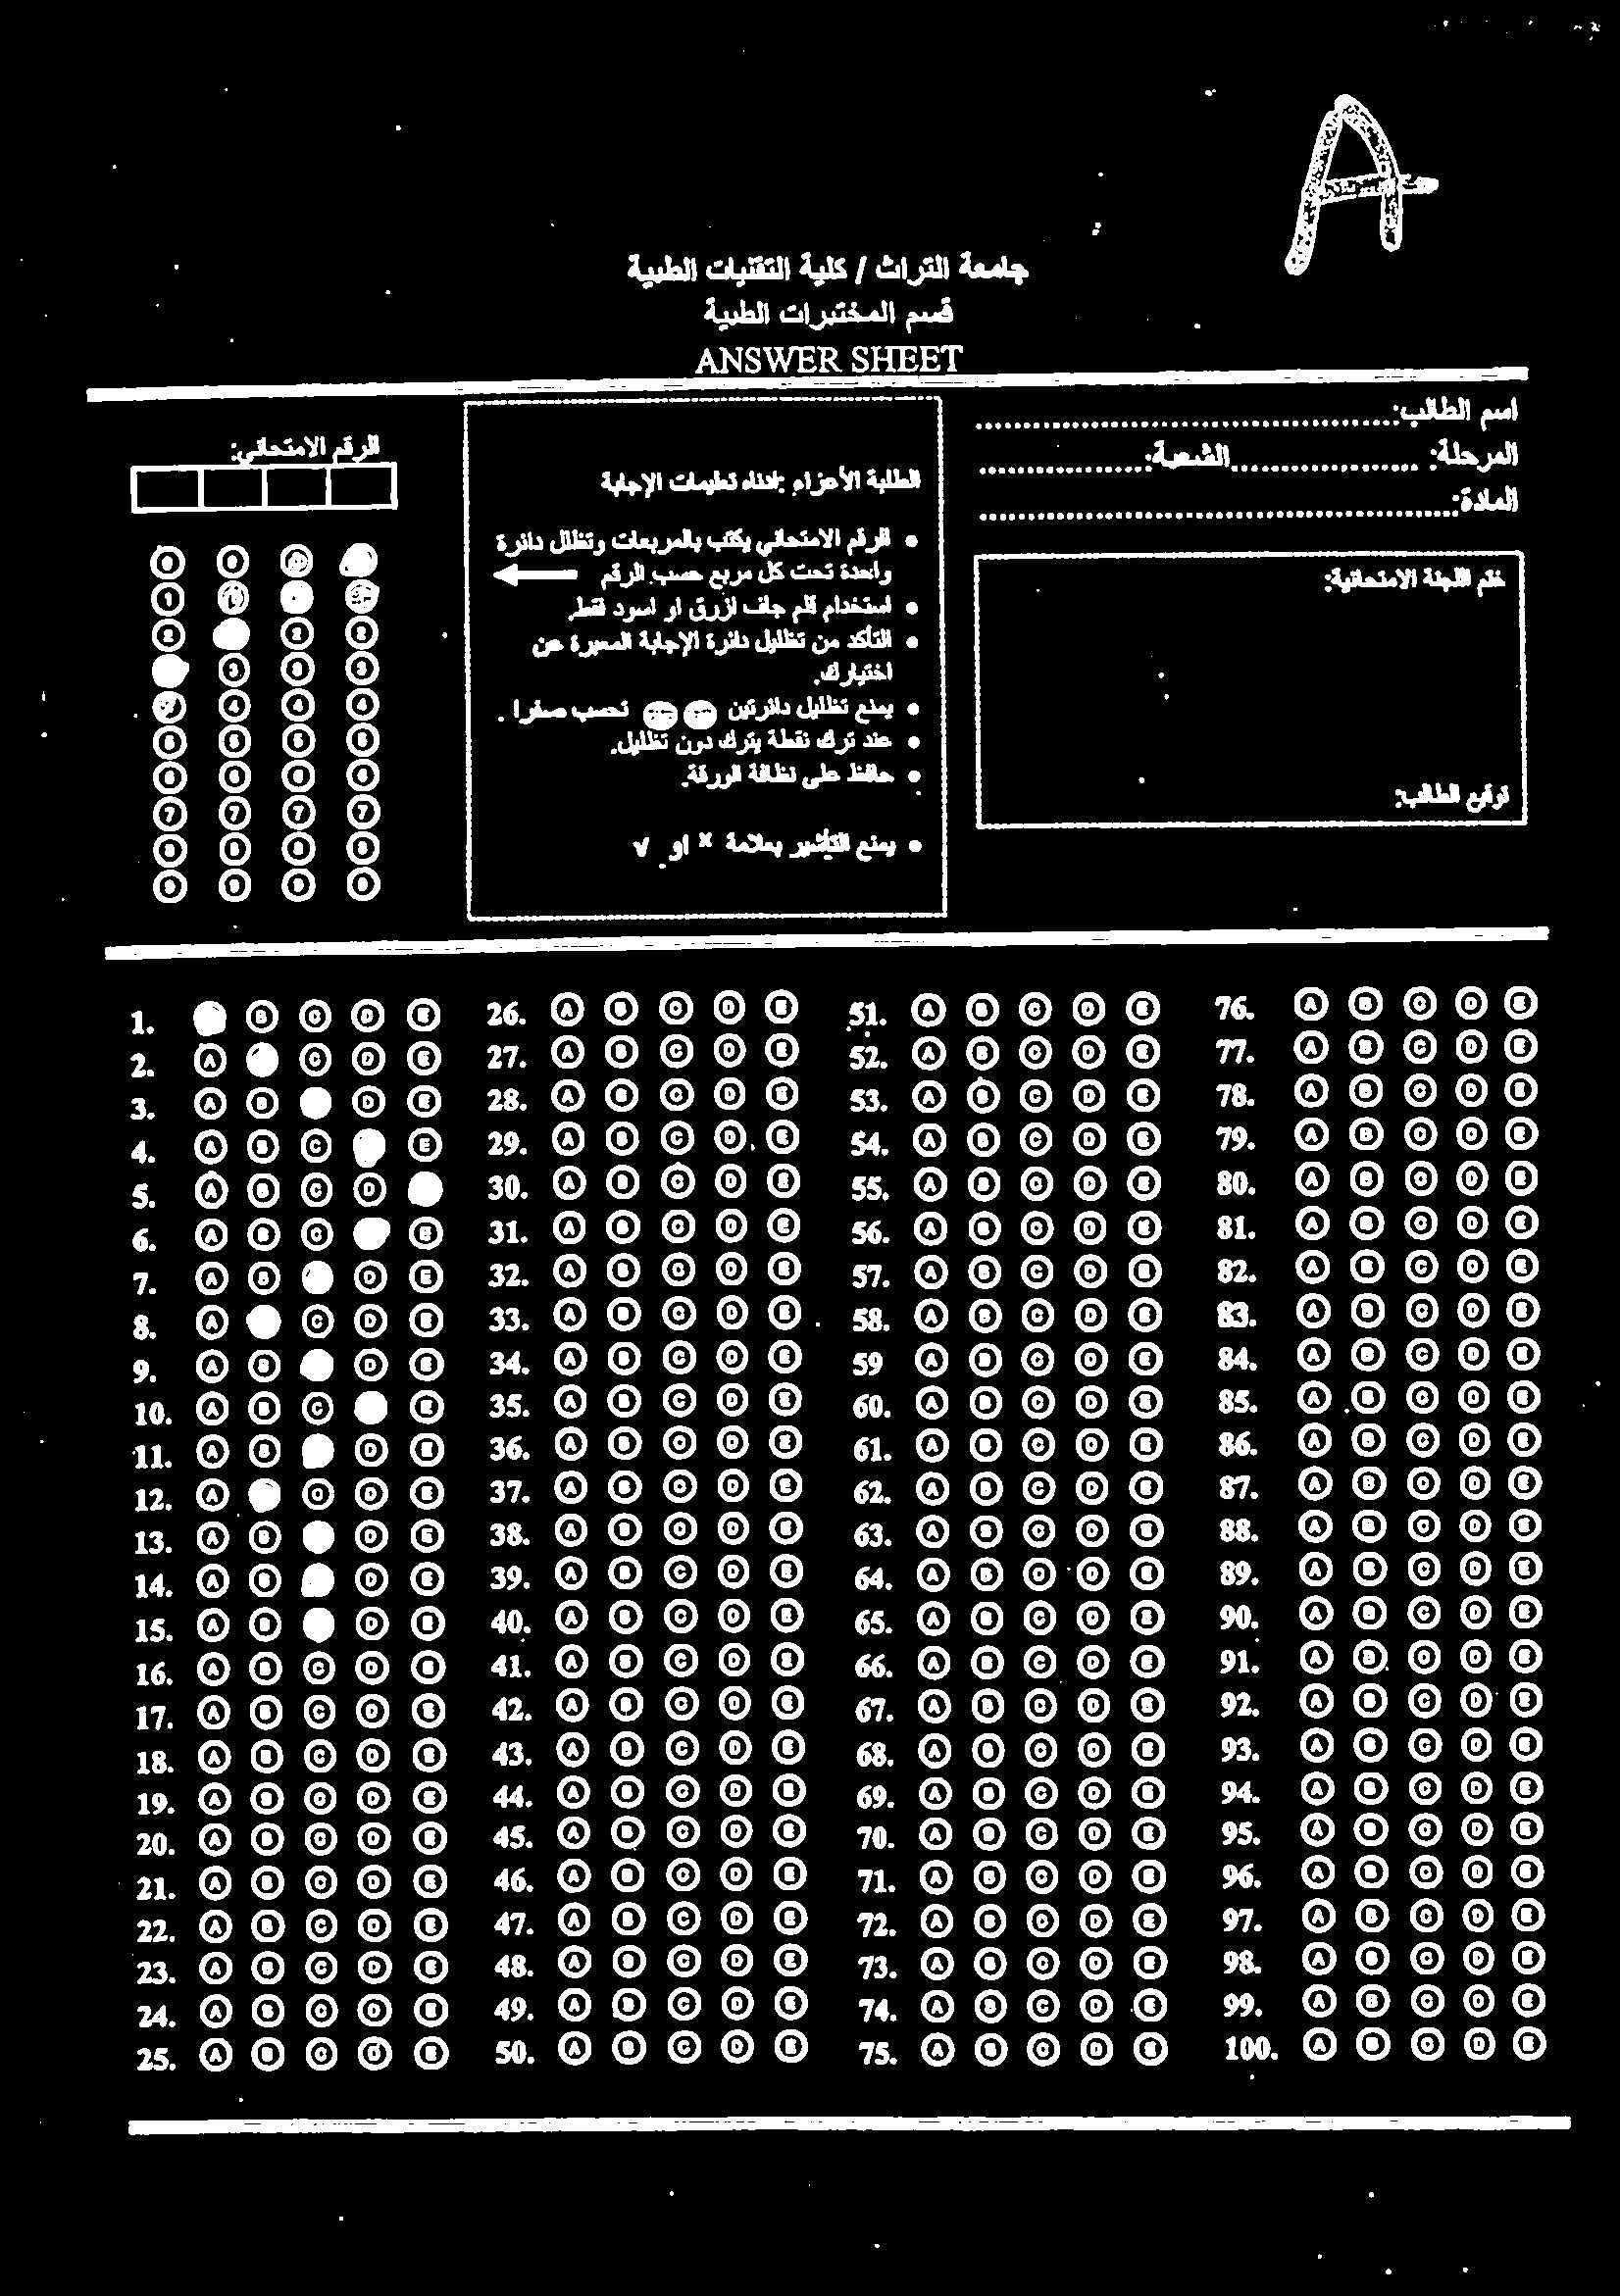 A
جامعة التراث / كلية التقنيات الطبية
قسم المختبرات الطبية
ANSWER SHEET
اسم الطالب:
المرحلة: الشعبة:
المادة:
ختم اللجنة الامتحانية:
توقيع الطالب:
الطلبة الأعزاء :ادناه تعليمات الإجابة
• الرقم الامتحاني يكتب بالمربعات وتظلل دائرة
واحدة تحت كل مربع حسب الرقم
• استخدام قلم جاف ازرق او اسود فقط.
• التأكد من تظليل دائرة الإجابة المعبرة عن
اختيارك.
• يمنع تظليل دائرتين تحسب صفرا .
• عند ترك نقطة يترك دون تظليل.
• حافظ على نظافة الورقة.
• يمنع التأشير بعلامة × او √
الرقم الامتحاني:
0 0
1 1
2 2 2
3 3 3
4 4 4
5 5 5 5
6 6 6 6
7 7 7 7
8 8 8 8
9 9 9 9
1. B C D E 26. A B C D E 51. A B C D E 76. A B C D E
2. A C D E 27. A B C D E 52. A B C D E 77. A B C D E
3. A B D E 28. A B C D E 53. A B C D E 78. A B C D E
4. A B C E 29. A B C D E 54. A B C D E 79. A B C D E
5. A B C D 30. A B C D E 55. A B C D E 80. A B C D E
6. A B C E 31. A B C D E 56. A B C D E 81. A B C D E
7. A B D E 32. A B C D E 57. A B C D E 82. A B C D E
8. A C D E 33. A B C D E 58. A B C D E 83. A B C D E
9. A B D E 34. A B C D E 59 A B C D E 84. A B C D E
10. A B C E 35. A B C D E 60. A B C D E 85. A B C D E
11. A B D E 36. A B C D E 61. A B C D E 86. A B C D E
12. A C D E 37. A B C D E 62. A B C D E 87. A B C D E
13. A B D E 38. A B C D E 63. A B C D E 88. A B C D E
14. A B D E 39. A B C D E 64. A B C D E 89. A B C D E
15. A B D E 40. A B C D E 65. A B C D E 90. A B C D E
16. A B C D E 41. A B C D E 66. A B C D E 91. A B C D E
17. A B C D E 42. A B C D E 67. A B C D E 92. A B C D E
18. A B C D E 43. A B C D E 68. A B C D E 93. A B C D E
19. A B C D E 44. A B C D E 69. A B C D E 94. A B C D E
20. A B C D E 45. A B C D E 70. A B C D E 95. A B C D E
21. A B C D E 46. A B C D E 71. A B C D E 96. A B C D E
22. A B C D E 47. A B C D E 72. A B C D E 97. A B C D E
23. A B C D E 48. A B C D E 73. A B C D E 98. A B C D E
24. A B C D E 49. A B C D E 74. A B C D E 99. A B C D E
25. A B C D E 50. A B C D E 75. A B C D E 100. A B C D E